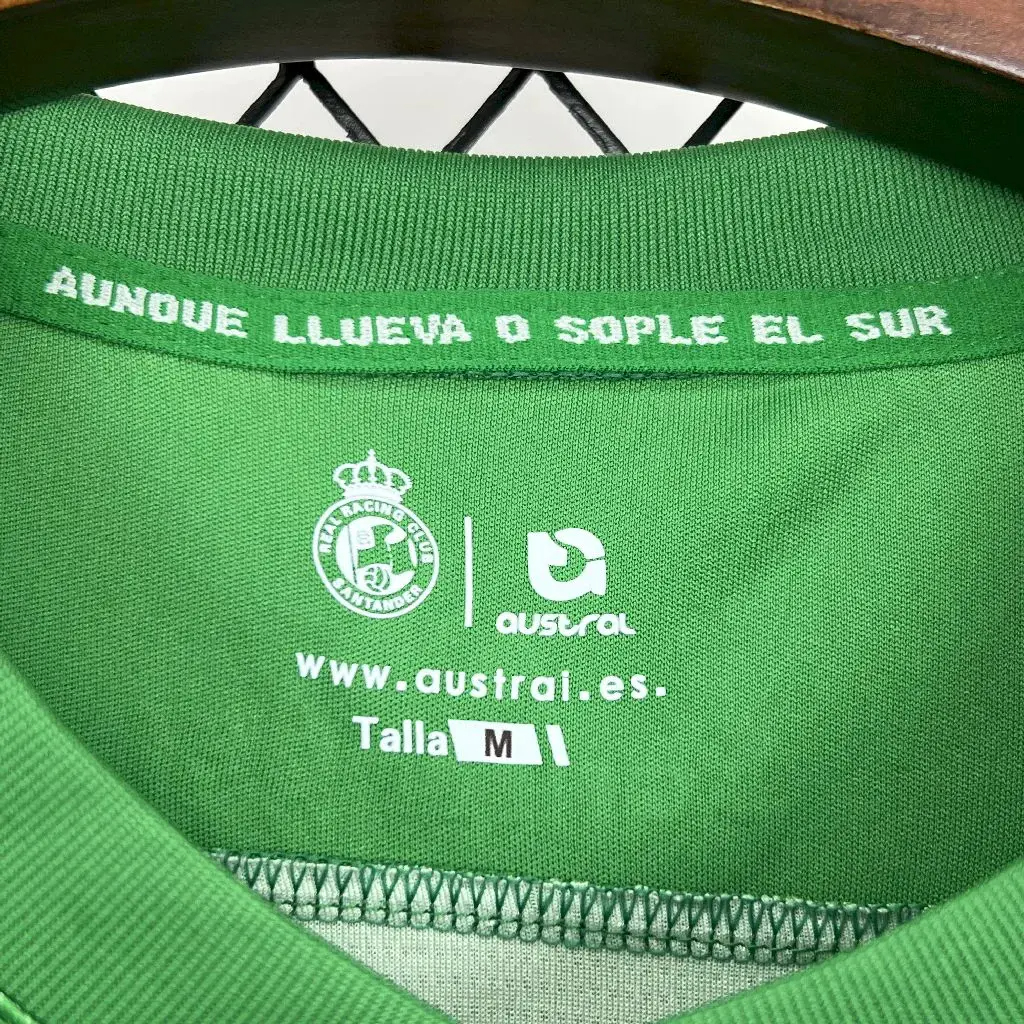 AUNQUE LLUEVA O SOPLE EL SUR
REAL RACING CLUB
SANTANDER
austral
www.austral.es.
Talla M